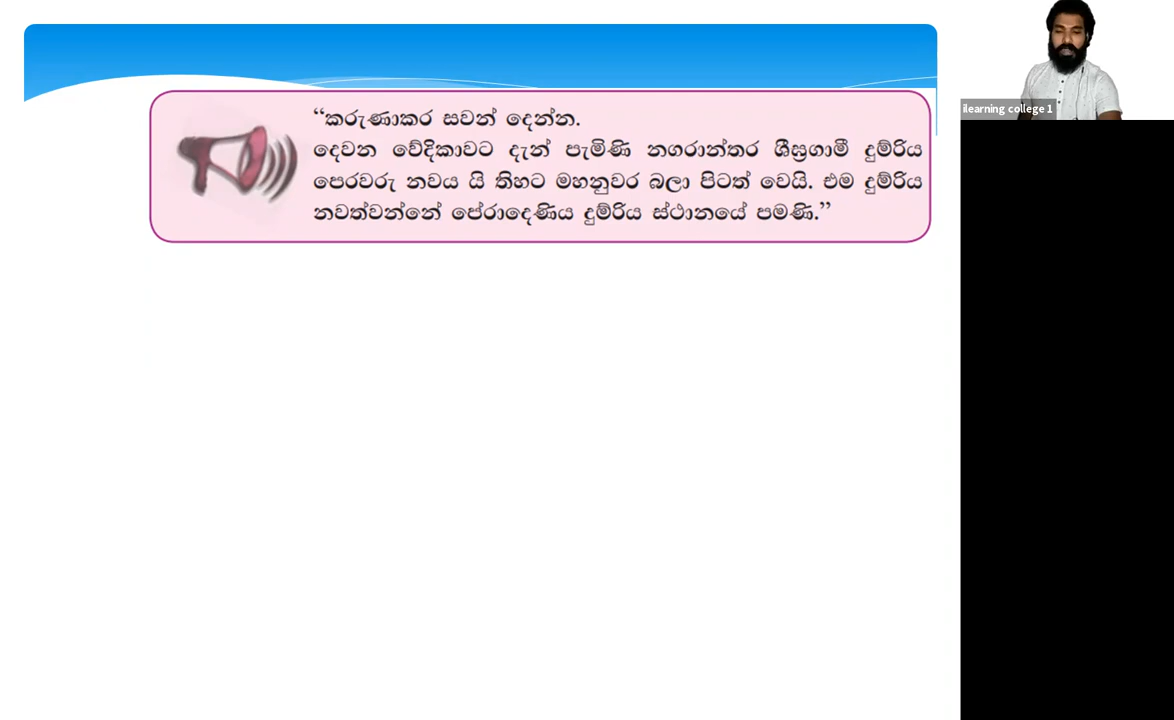 “කරුණාකර සවන් දෙන්න.
දෙවන වේදිකාවට දැන් පැමිණි නගරාන්තර ශීඝ්‍රගාමී දුම්රිය
පෙරවරු නවය යි තිහට මහනුවර බලා පිටත් වෙයි. එම දුම්රිය
නවත්වන්නේ පේරාදෙණිය දුම්රිය ස්ථානයේ පමණි.”
ilearning college 1